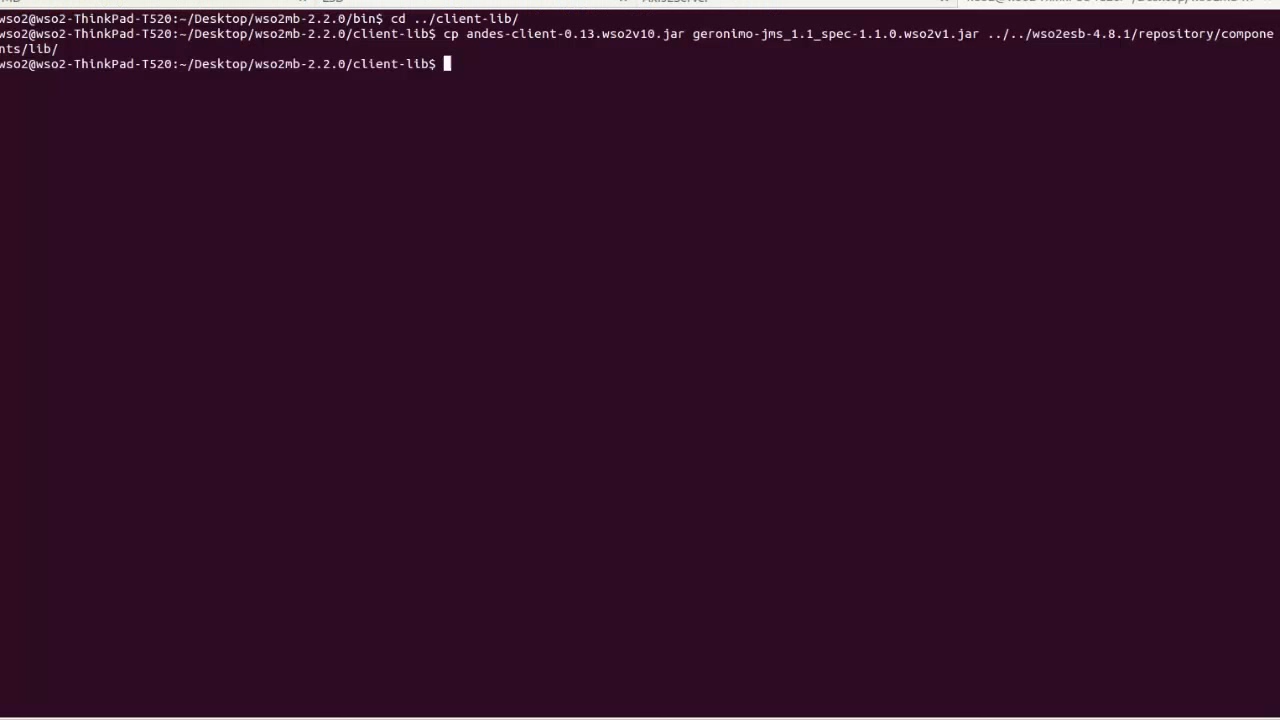 wso2@wso2-ThinkPad-T520:~/Desktop/wso2mb-2.2.0/bin$ cd ../client-lib/
wso2@wso2-ThinkPad-T520:~/Desktop/wso2mb-2.2.0/client-lib$ cp andes-client-0.13.wso2v10.jar geronimo-jms_1.1_spec-1.1.0.wso2v1.jar ../../wso2esb-4.8.1/repository/compone
nts/lib/
wso2@wso2-ThinkPad-T520:~/Desktop/wso2mb-2.2.0/client-lib$